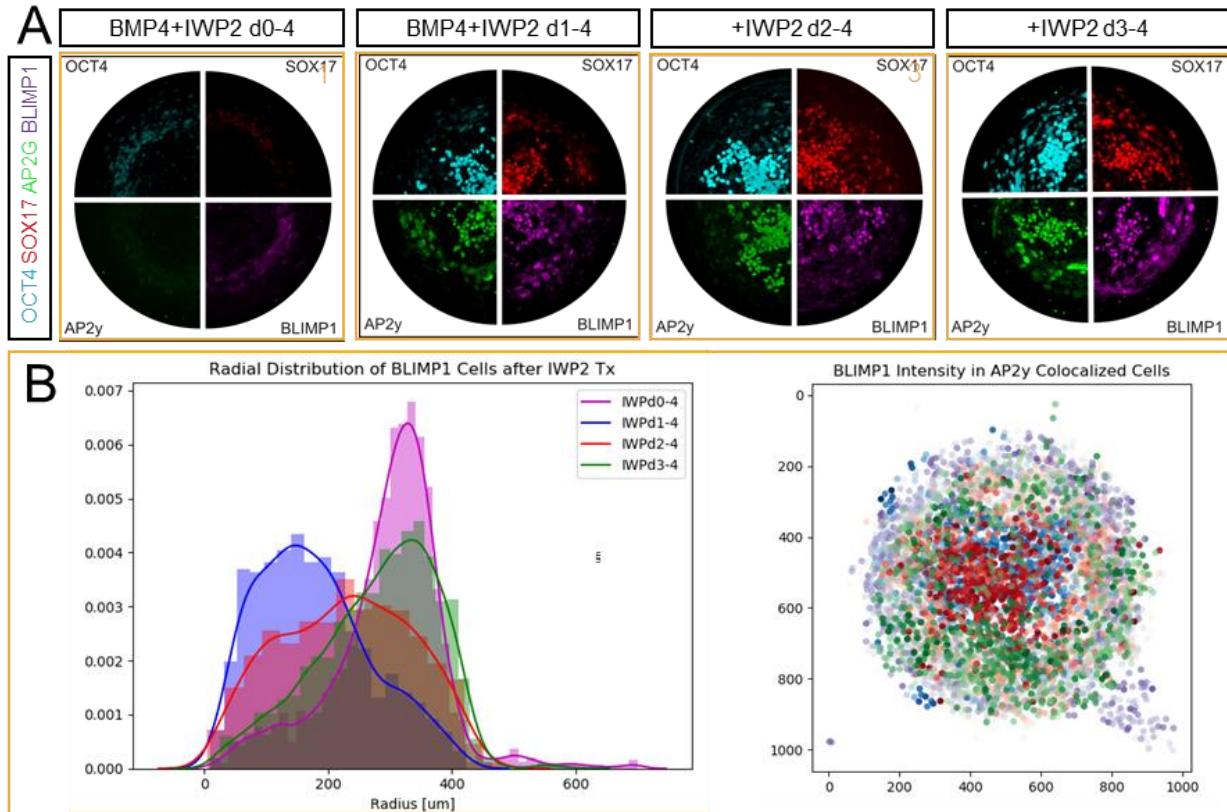 A
BMP4+IWP2 d0-4
BMP4+IWP2 d1-4
+IWP2 d2-4
+IWP2 d3-4
OCT4 SOX17 AP2G BLIMP1
OCT4
SOX17
1
AP2y
BLIMP1
OCT4
SOX17
AP2y
BLIMP1
OCT4
SOX17
3
AP2y
BLIMP1
OCT4
SOX17
AP2y
BLIMP1
B
Radial Distribution of BLIMP1 Cells after IWP2 Tx
0.007
0.006
0.005
0.004
0.003
0.002
0.001
0.000
IWPd0-4
IWPd1-4
IWPd2-4
IWPd3-4
0
200
400
600
Radius [um]
um
BLIMP1 Intensity in AP2y Colocalized Cells
0
200
400
600
800
1000
0
200
400
600
800
1000